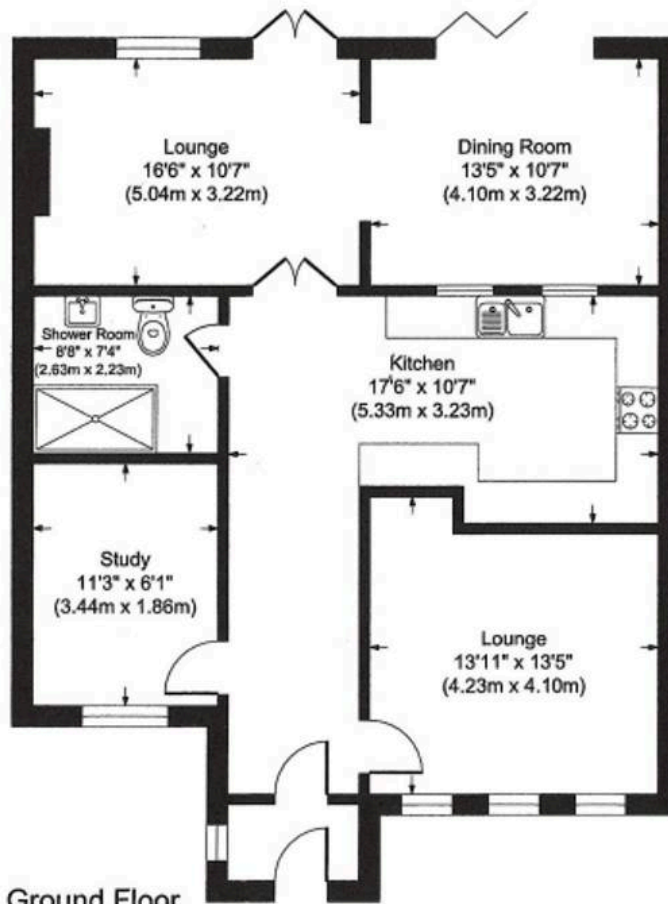 Lounge
16'6" x 10'7"
(5.04m x 3.22m)
Dining Room
13'5" x 10'7"
(4.10m x 3.22m)
Shower Room
8'8" x 7'4"
(2.63m x 2.23m)
Kitchen
17'6" x 10'7"
(5.33m x 3.23m)
Study
11'3" x 6'1"
(3.44m x 1.86m)
Lounge
13'11" x 13'5"
(4.23m x 4.10m)
Ground Floor